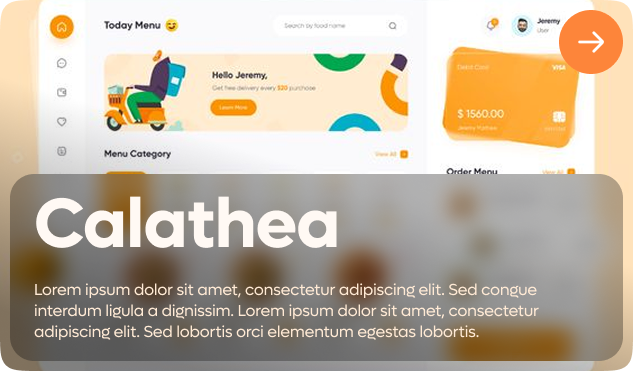 Today Menu
Search by food name
Jeremy
User
Hello Jeremy,
Get free delivery every $20 purchase
Learn More
Debit Card
VISA
$ 1560.00
Menu Category
View All
Order Menu
View All
Calathea
Lorem ipsum dolor sit amet, consectetur adipiscing elit. Sed congue
interdum ligula a dignissim. Lorem ipsum dolor sit amet, consectetur
adipiscing elit. Sed lobortis orci elementum egestas lobortis.